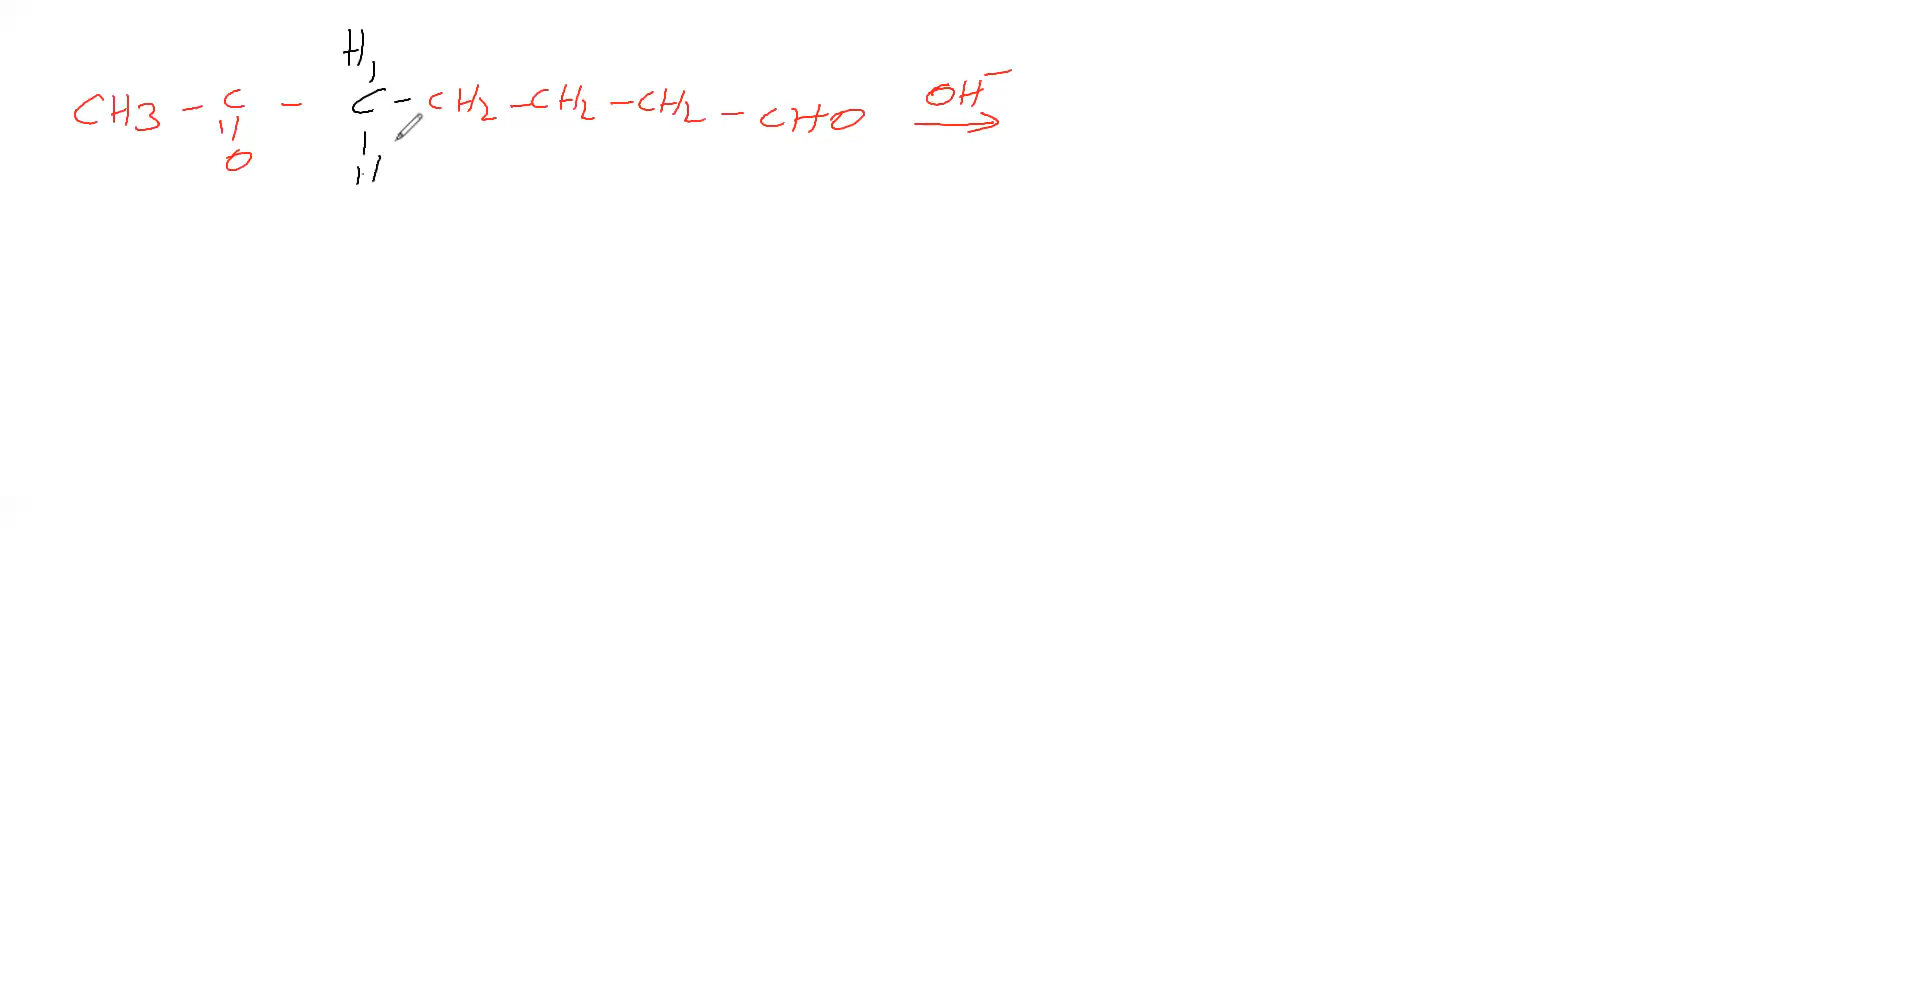 H
CH3 - C - C - CH2 - CH2 - CH2 - CHO OH⁻ →
O H